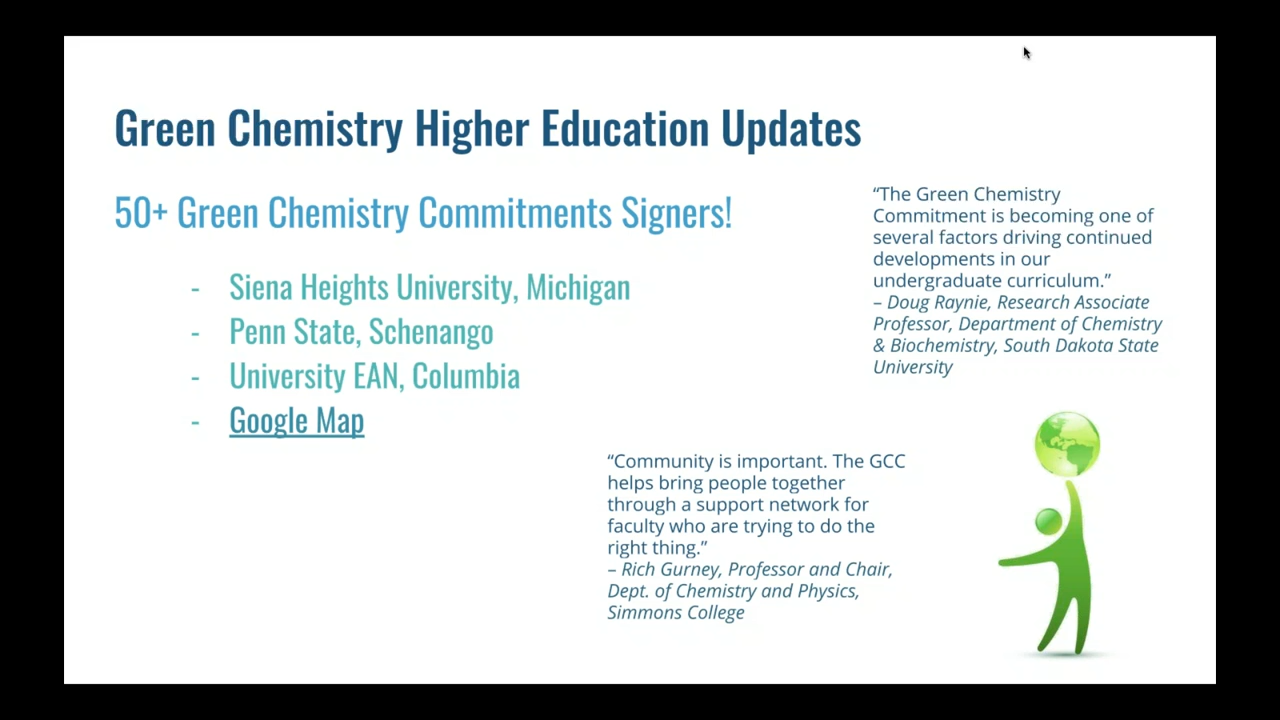 Green Chemistry Higher Education Updates
50+ Green Chemistry Commitments Signers!
- Siena Heights University, Michigan
- Penn State, Schenango
- University EAN, Columbia
- Google Map
“The Green Chemistry
Commitment is becoming one of
several factors driving continued
developments in our
undergraduate curriculum.”
– Doug Raynie, Research Associate
Professor, Department of Chemistry
& Biochemistry, South Dakota State
University
“Community is important. The GCC
helps bring people together
through a support network for
faculty who are trying to do the
right thing.”
– Rich Gurney, Professor and Chair,
Dept. of Chemistry and Physics,
Simmons College